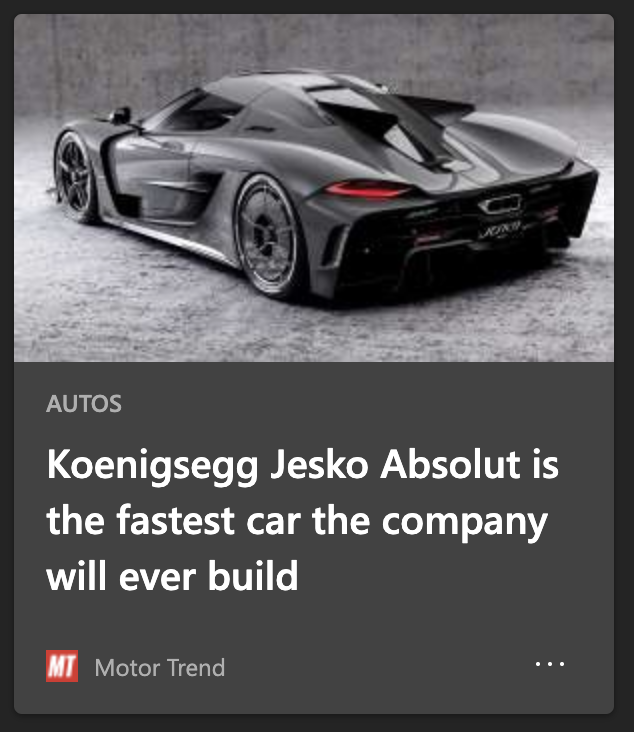 AUTOS
Koenigsegg Jesko Absolut is
the fastest car the company
will ever build
MT Motor Trend